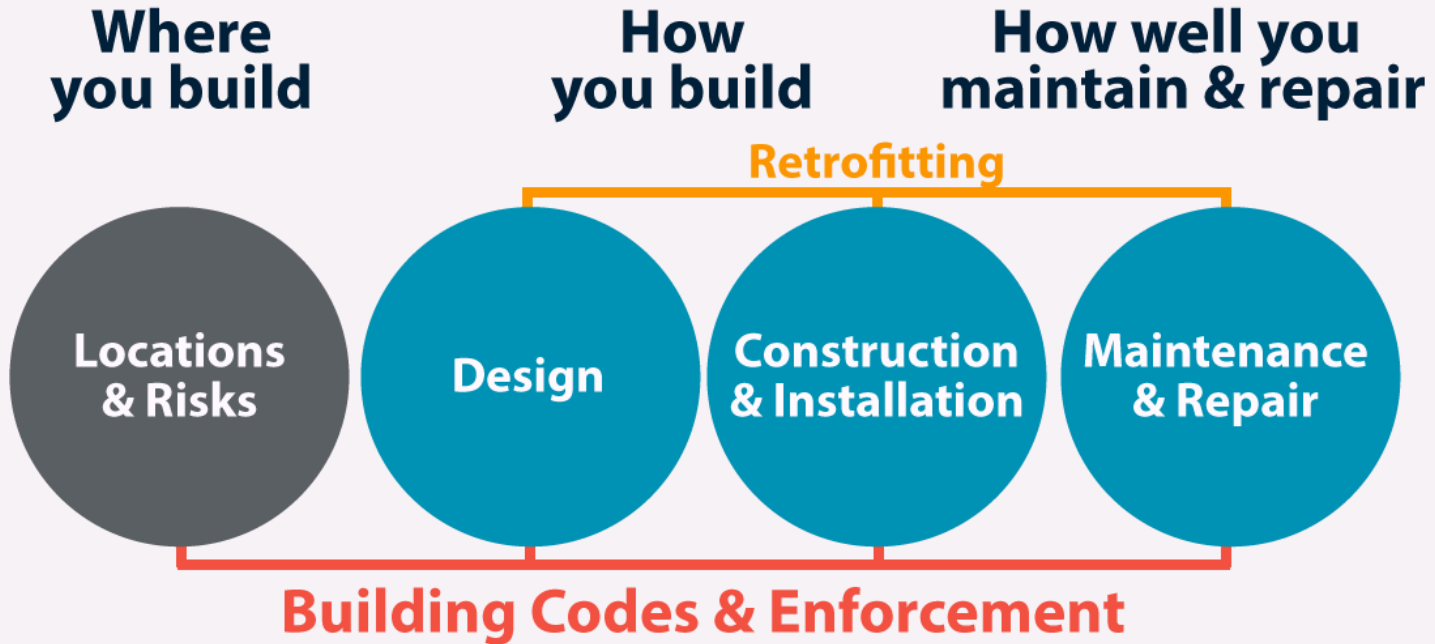 Where
you build
How
you build
How well you
maintain & repair
Retrofitting
Locations
& Risks
Design
Construction
& Installation
Maintenance
& Repair
Building Codes & Enforcement